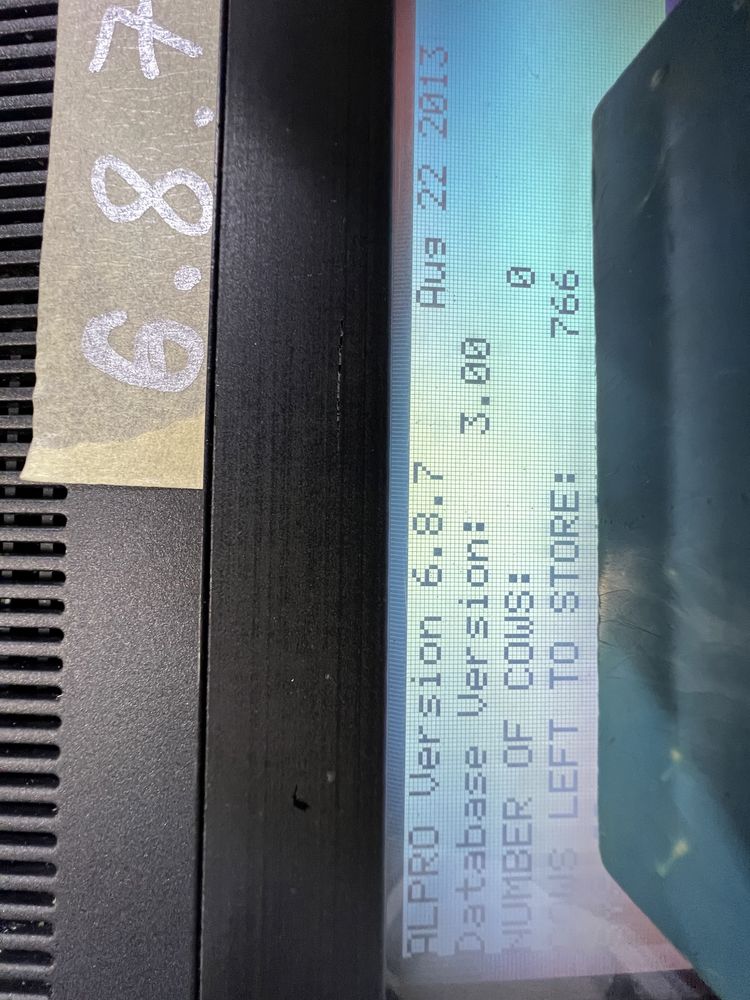 6.8.7
ALPRO Version 6.8.7 Aug 22 2013
Database Version: 3.00
NUMBER OF COWS: 0
COWS LEFT TO STORE: 766